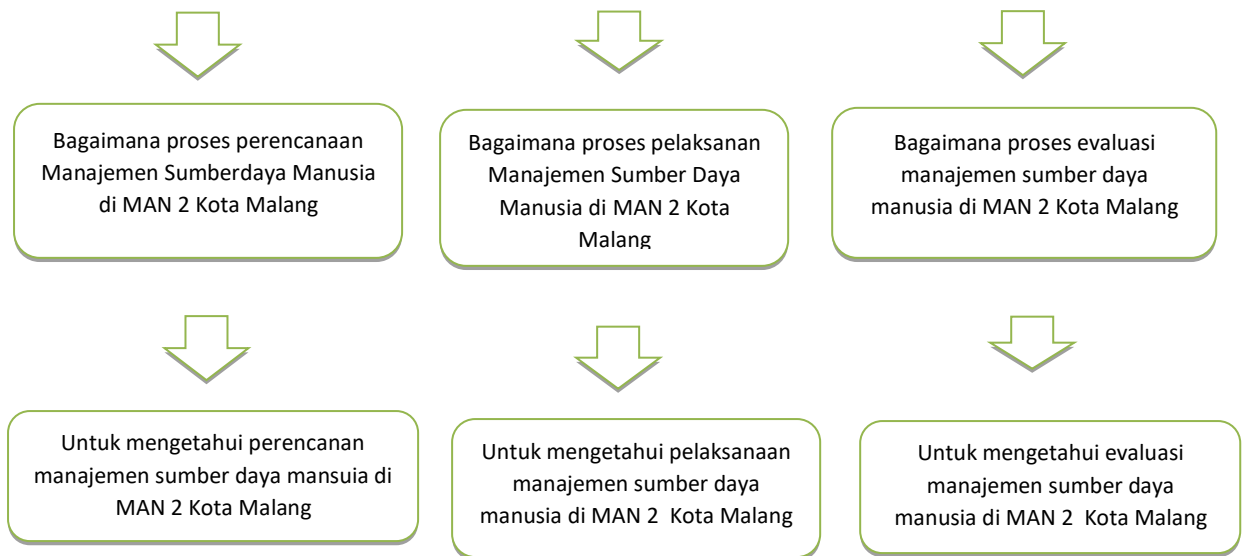 Bagaimana proses perencanaan
Manajemen Sumberdaya Manusia
di MAN 2 Kota Malang
Bagaimana proses pelaksanan
Manajemen Sumber Daya
Manusia di MAN 2 Kota
Malang
Bagaimana proses evaluasi
manajemen sumber daya
manusia di MAN 2 Kota Malang
Untuk mengetahui perencanan
manajemen sumber daya mansuia di
MAN 2 Kota Malang
Untuk mengetahui pelaksanaan
manajemen sumber daya
manusia di MAN 2  Kota Malang
Untuk mengetahui evaluasi
manajemen sumber daya
manusia di MAN 2  Kota Malang